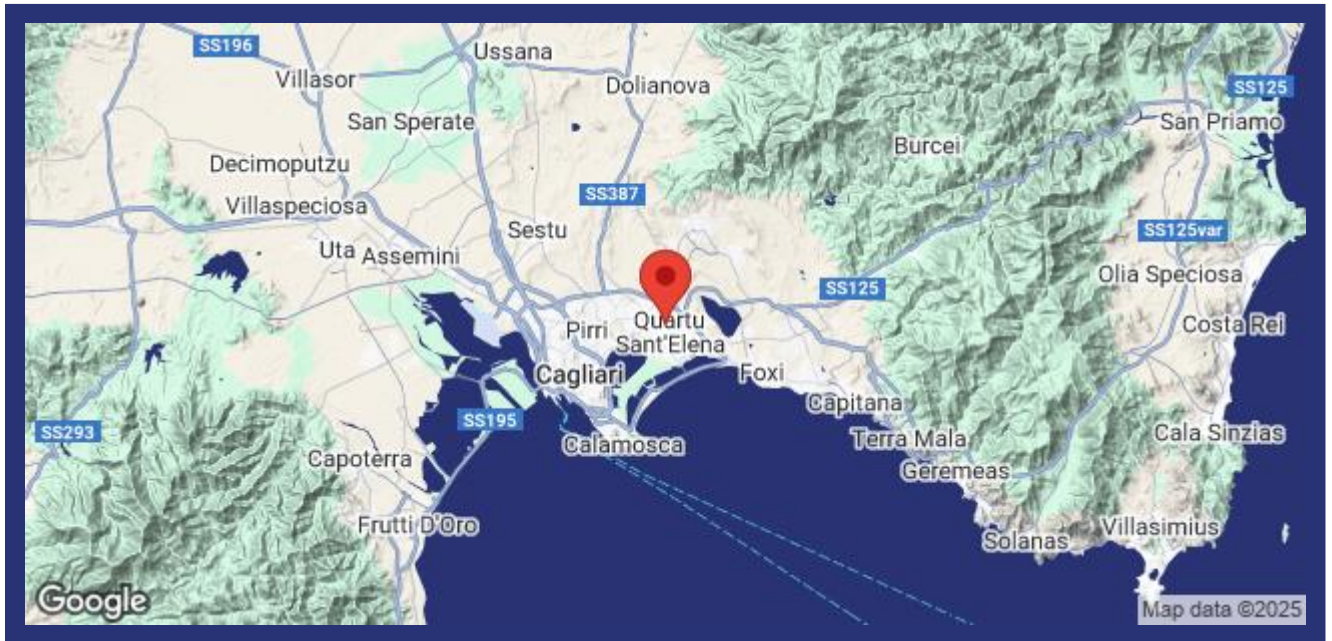 SS196
Ussana
Villasor
Dolianova
SS125
San Sperate
San Priamo
Burcei
Decimoputzu
SS387
Villaspeciosa
Sestu
SS125var
Uta
Assemini
Olia Speciosa
SS125
Pirri
Quartu
Sant'Elena
Costa Rei
Cagliari
Foxi
Capitana
SS195
SS293
Calamosca
Terra Mala
Cala Sinzias
Capoterra
Geremeas
Frutti D'Oro
Villasimius
Solanas
Google
Map data ©2025